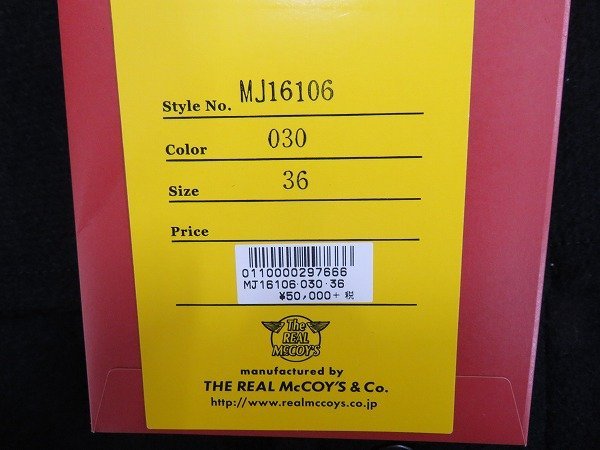 Style No. MJ16106
Color 030
Size 36
Price
0110000297666
MJ16106-030-36
¥50,000+税
The
REAL
McCOY'S
manufactured by
THE REAL McCOY'S & Co.
http://www.realmccoys.co.jp